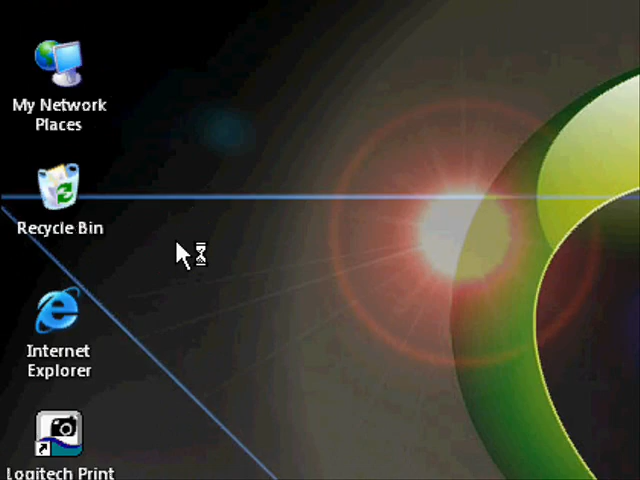 My Network
Places
Recycle Bin
Internet
Explorer
Logitech Print